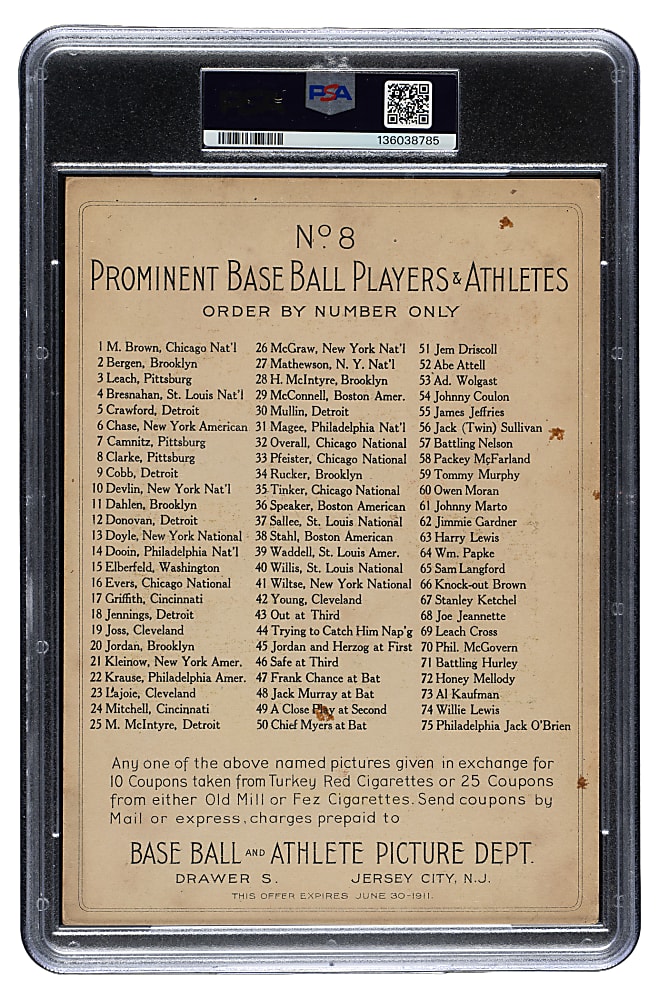 PSA
136038785
Nº 8
PROMINENT BASE BALL PLAYERS & ATHLETES
ORDER BY NUMBER ONLY
1 M. Brown, Chicago Nat'l 26 McGraw, New York Nat'l 51 Jem Driscoll
2 Bergen, Brooklyn 27 Mathewson, N. Y. Nat'l 52 Abe Attell
3 Leach, Pittsburg 28 H. McIntyre, Brooklyn 53 Ad. Wolgast
4 Bresnahan, St. Louis Nat'l 29 McConnell, Boston Amer. 54 Johnny Coulon
5 Crawford, Detroit 30 Mullin, Detroit 55 James Jeffries
6 Chase, New York American 31 Magee, Philadelphia Nat'l 56 Jack (Twin) Sullivan
7 Camnitz, Pittsburg 32 Overall, Chicago National 57 Battling Nelson
8 Clarke, Pittsburg 33 Pfeister, Chicago National 58 Packey McFarland
9 Cobb, Detroit 34 Rucker, Brooklyn 59 Tommy Murphy
10 Devlin, New York Nat'l 35 Tinker, Chicago National 60 Owen Moran
11 Dahlen, Brooklyn 36 Speaker, Boston American 61 Johnny Marto
12 Donovan, Detroit 37 Sallee, St. Louis National 62 Jimmie Gardner
13 Doyle, New York National 38 Stahl, Boston American 63 Harry Lewis
14 Dooin, Philadelphia Nat'l 39 Waddell, St. Louis Amer. 64 Wm. Papke
15 Elberfeld, Washington 40 Willis, St. Louis National 65 Sam Langford
16 Evers, Chicago National 41 Wiltse, New York National 66 Knock-out Brown
17 Griffith, Cincinnati 42 Young, Cleveland 67 Stanley Ketchel
18 Jennings, Detroit 43 Out at Third 68 Joe Jeannette
19 Joss, Cleveland 44 Trying to Catch Him Nap'g 69 Leach Cross
20 Jordan, Brooklyn 45 Jordan and Herzog at First 70 Phil. McGovern
21 Kleinow, New York Amer. 46 Safe at Third 71 Battling Hurley
22 Krause, Philadelphia Amer. 47 Frank Chance at Bat 72 Honey Mellody
23 Lajoie, Cleveland 48 Jack Murray at Bat 73 Al Kaufman
24 Mitchell, Cincinnati 49 A Close Play at Second 74 Willie Lewis
25 M. McIntyre, Detroit 50 Chief Myers at Bat 75 Philadelphia Jack O'Brien
Any one of the above named pictures given in exchange for
10 Coupons taken from Turkey Red Cigarettes or 25 Coupons
from either Old Mill or Fez Cigarettes. Send coupons by
Mail or express, charges prepaid to
BASE BALL AND ATHLETE PICTURE DEPT.
DRAWER S. JERSEY CITY, N.J.
THIS OFFER EXPIRES JUNE 30-1911.